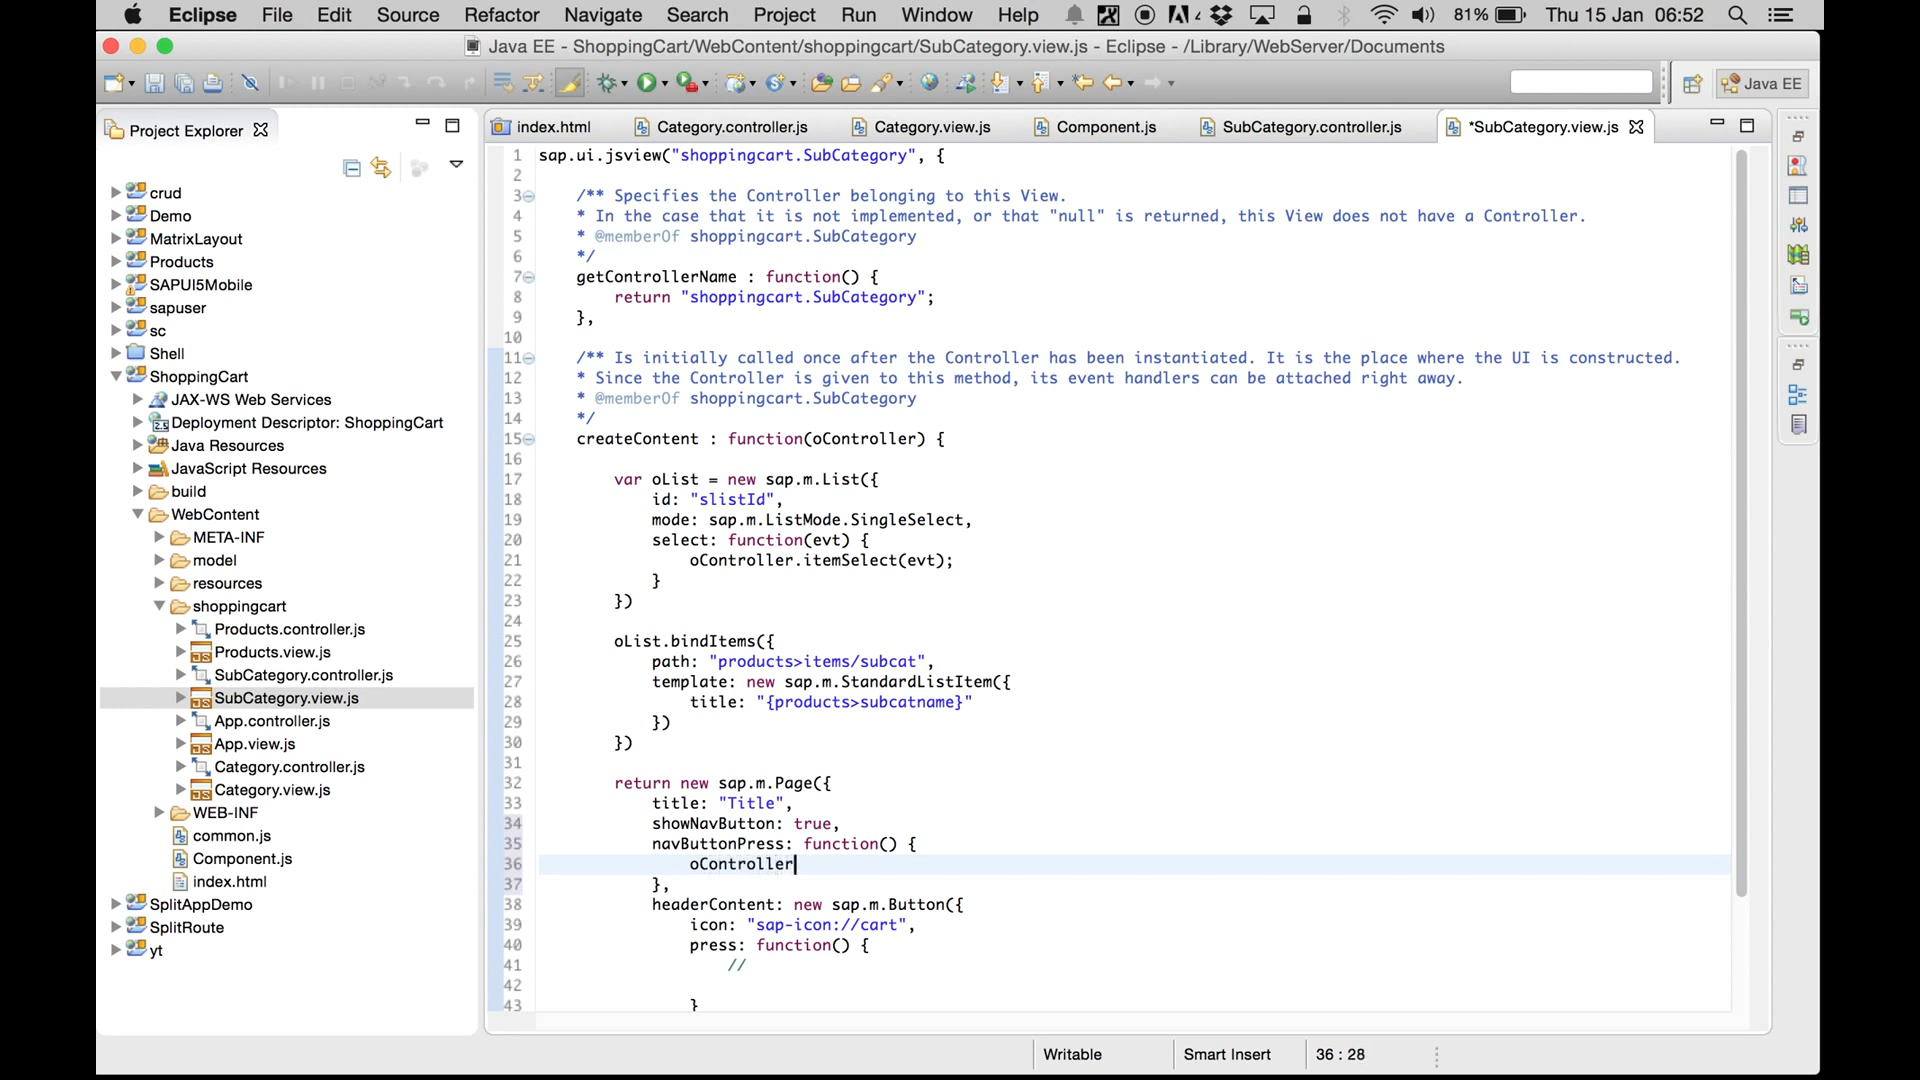 Eclipse File Edit Source Refactor Navigate Search Project Run Window Help 81% Thu 15 Jan 06:52
Java EE - ShoppingCart/WebContent/shoppingcart/SubCategory.view.js - Eclipse - /Library/WebServer/Documents
Java EE
Project Explorer
crud
Demo
MatrixLayout
Products
SAPUI5Mobile
sapuser
sc
Shell
ShoppingCart
JAX-WS Web Services
Deployment Descriptor: ShoppingCart
Java Resources
JavaScript Resources
build
WebContent
META-INF
model
resources
shoppingcart
Products.controller.js
Products.view.js
SubCategory.controller.js
SubCategory.view.js
App.controller.js
App.view.js
Category.controller.js
Category.view.js
WEB-INF
common.js
Component.js
index.html
SplitAppDemo
SplitRoute
yt
index.html Category.controller.js Category.view.js Component.js SubCategory.controller.js *SubCategory.view.js
1 sap.ui.jsview("shoppingcart.SubCategory", {
2
3 /** Specifies the Controller belonging to this View.
4 * In the case that it is not implemented, or that "null" is returned, this View does not have a Controller.
5 * @memberOf shoppingcart.SubCategory
6 */
7 getControllerName : function() {
8 return "shoppingcart.SubCategory";
9 },
10
11 /** Is initially called once after the Controller has been instantiated. It is the place where the UI is constructed.
12 * Since the Controller is given to this method, its event handlers can be attached right away.
13 * @memberOf shoppingcart.SubCategory
14 */
15 createContent : function(oController) {
16
17 var oList = new sap.m.List({
18 id: "slistId",
19 mode: sap.m.ListMode.SingleSelect,
20 select: function(evt) {
21 oController.itemSelect(evt);
22 }
23 })
24
25 oList.bindItems({
26 path: "products>items/subcat",
27 template: new sap.m.StandardListItem({
28 title: "{products>subcatname}"
29 })
30 })
31
32 return new sap.m.Page({
33 title: "Title",
34 showNavButton: true,
35 navButtonPress: function() {
36 oController
37 },
38 headerContent: new sap.m.Button({
39 icon: "sap-icon://cart",
40 press: function() {
41 //
42
43 }
Writable Smart Insert 36 : 28